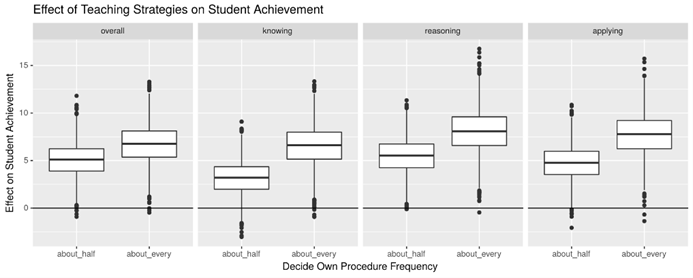 Effect of Teaching Strategies on Student Achievement
overall knowing reasoning applying
Effect on Student Achievement
15
10
5
0
about_half about_every about_half about_every about_half about_every about_half about_every
Decide Own Procedure Frequency